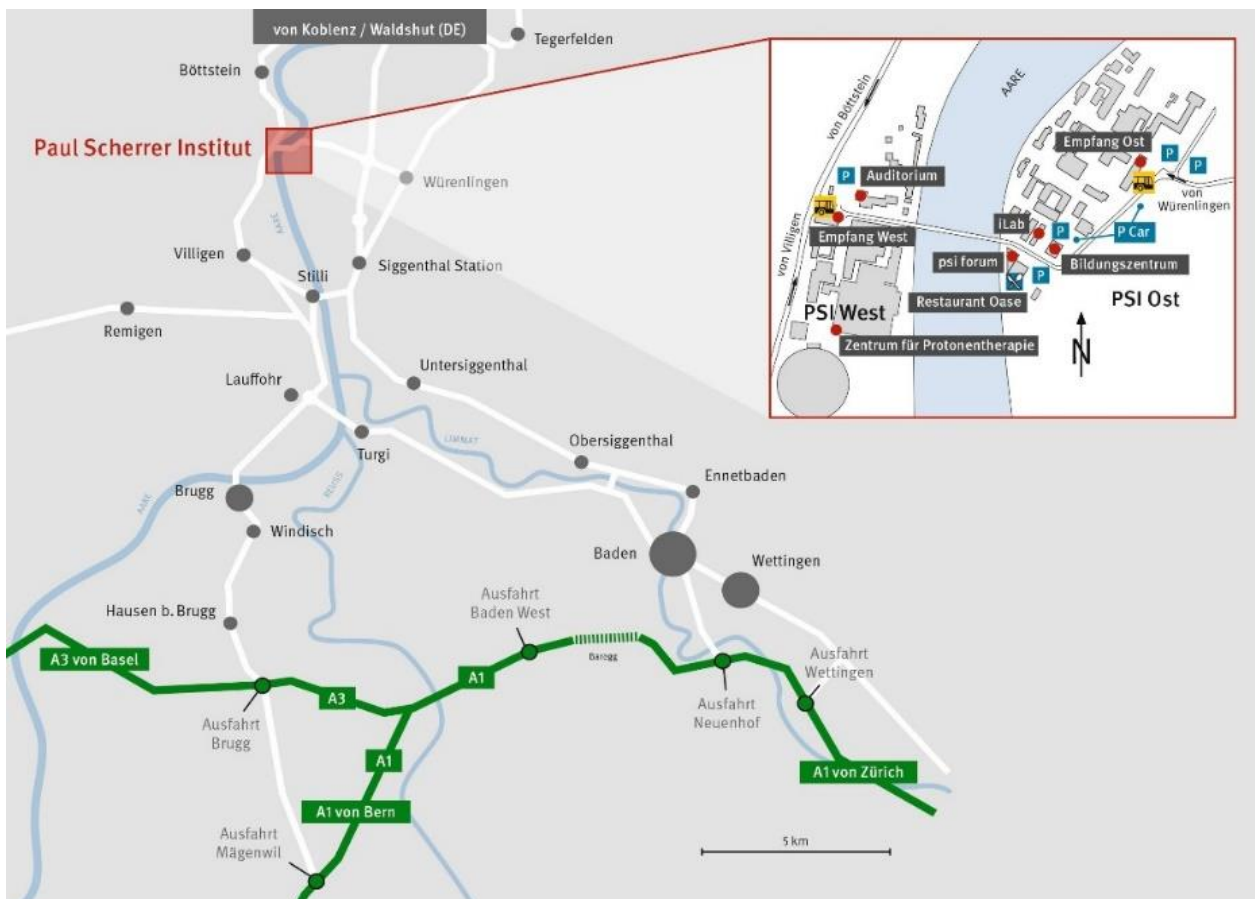 von Koblenz / Waldshut (DE)
Tegerfelden
Böttstein
Paul Scherrer Institut
Würenlingen
AARE
Villigen
Siggenthal Station
Stilli
Remigen
Untersiggenthal
Lauffohr
Turgi
LIMMAT
Obersiggenthal
Ennetbaden
REUSS
AARE
Brugg
Windisch
Baden
Wettingen
Hausen b. Brugg
Ausfahrt
Baden West
A3 von Basel
A3
A1
Baregg
Ausfahrt
Wettingen
Ausfahrt
Brugg
Ausfahrt
Neuenhof
A1
A1 von Bern
A1 von Zürich
Ausfahrt
Mägenwil
5 km
von Böttstein
AARE
Empfang Ost
P
P
P
Auditorium
von
Würenlingen
von Villigen
Empfang West
iLab
P
P Car
psi forum
Bildungszentrum
P
Restaurant Oase
PSI West
PSI Ost
Zentrum für Protonentherapie
N